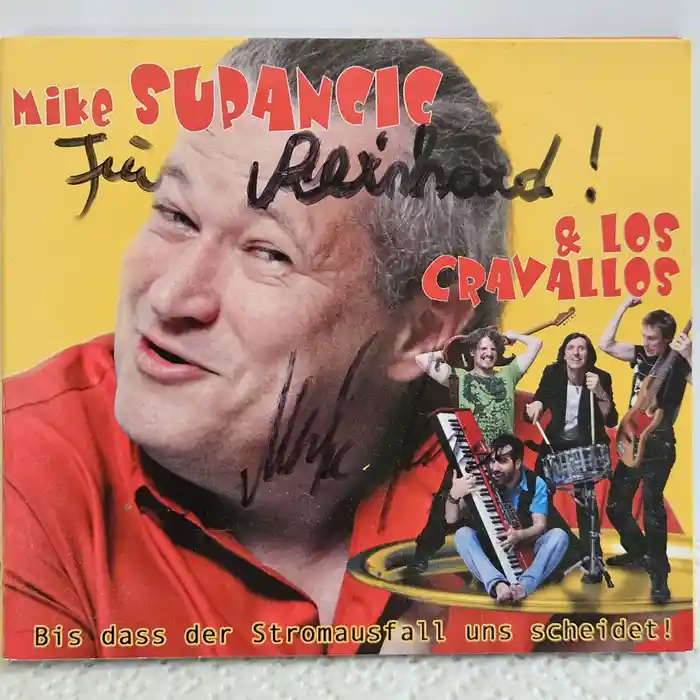 Mike SUPANCIC
Für Reinhard!
& LOS
CRAVALLOS
Mike
Bis dass der Stromausfall uns scheidet!